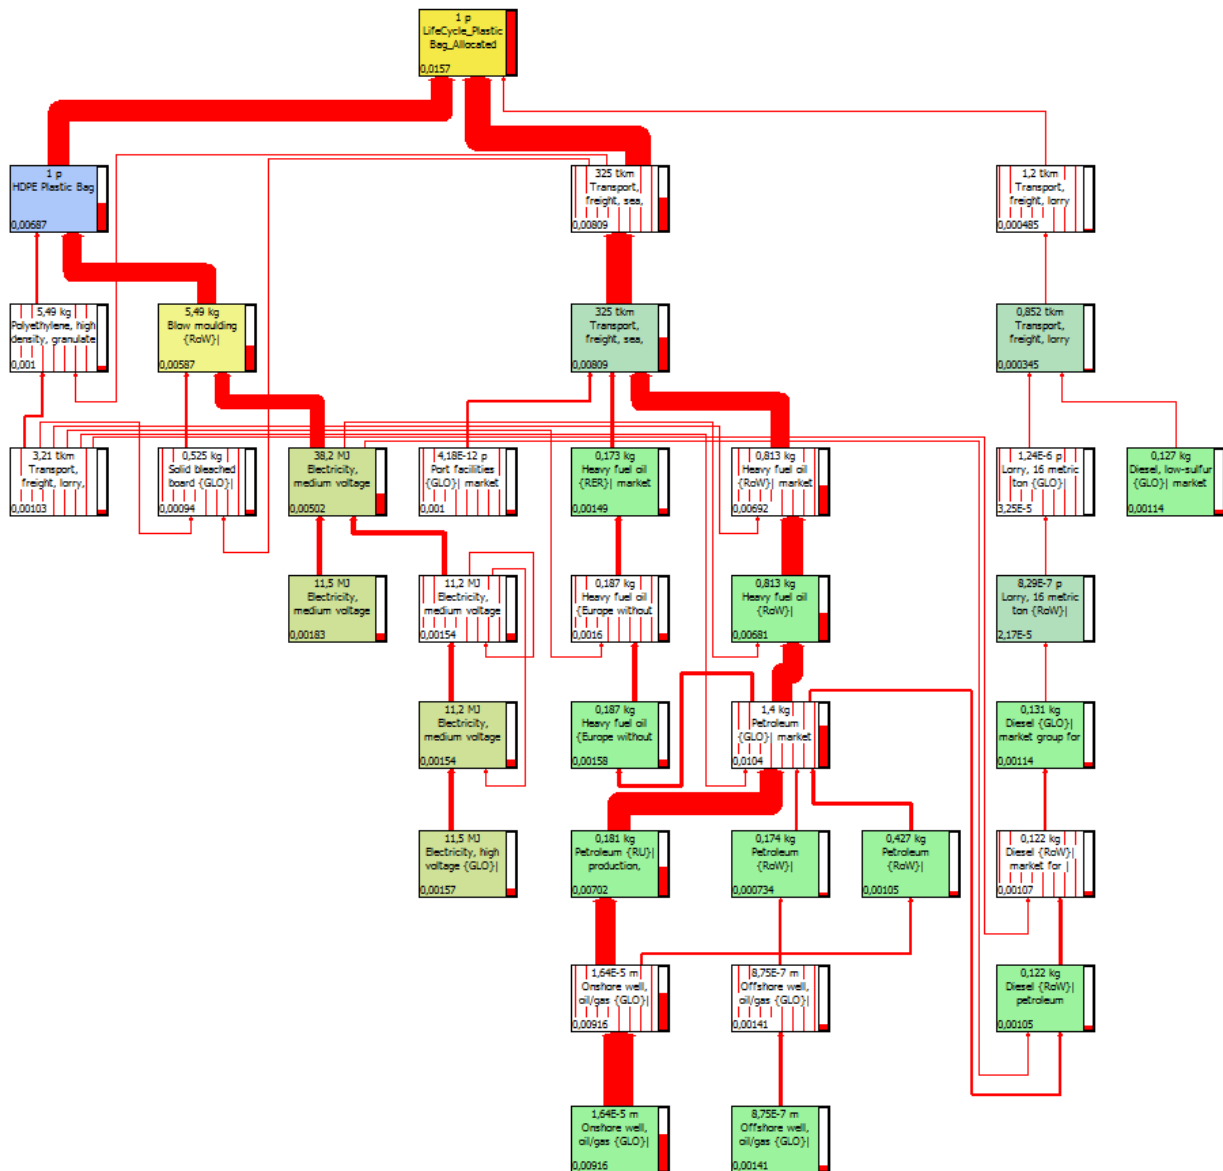 1 p
LifeCycle_Plastic
Bag_Allocated
0,0157
1 p
HDPE Plastic Bag
0,00687
325 tkm
Transport,
freight, sea,
0,00809
1,2 tkm
Transport,
freight, lorry
0,000485
5,49 kg
Polyethylene, high
density, granulate
0,001
5,49 kg
Blow moulding
{RoW}|
0,00587
325 tkm
Transport,
freight, sea,
0,00809
0,852 tkm
Transport,
freight, lorry
0,000345
3,21 tkm
Transport,
freight, lorry,
0,00103
0,525 kg
Solid bleached
board {GLO}|
0,00094
38,2 MJ
Electricity,
medium voltage
0,00502
4,18E-12 p
Port facilities
{GLO}| market
0,001
0,173 kg
Heavy fuel oil
{RER}| market
0,00149
0,813 kg
Heavy fuel oil
{RoW}| market
0,00692
1,24E-6 p
Lorry, 16 metric
ton {GLO}|
3,25E-5
0,127 kg
Diesel, low-sulfur
{GLO}| market
0,00114
11,5 MJ
Electricity,
medium voltage
0,00183
11,2 MJ
Electricity,
medium voltage
0,00154
0,187 kg
Heavy fuel oil
{Europe without
0,0016
0,813 kg
Heavy fuel oil
{RoW}|
0,00681
8,29E-7 p
Lorry, 16 metric
ton {RoW}|
2,17E-5
11,2 MJ
Electricity,
medium voltage
0,00154
0,187 kg
Heavy fuel oil
{Europe without
0,00158
1,4 kg
Petroleum
{GLO}| market
0,0104
0,131 kg
Diesel {GLO}|
market group for
0,00114
11,5 MJ
Electricity, high
voltage {GLO}|
0,00157
0,181 kg
Petroleum {RU}|
production,
0,00702
0,174 kg
Petroleum
{RoW}|
0,000734
0,427 kg
Petroleum
{RoW}|
0,00105
0,122 kg
Diesel {RoW}|
market for |
0,00107
1,64E-5 m
Onshore well,
oil/gas {GLO}|
0,00916
8,75E-7 m
Offshore well,
oil/gas {GLO}|
0,00141
0,122 kg
Diesel {RoW}|
petroleum
0,00105
1,64E-5 m
Onshore well,
oil/gas {GLO}|
0,00916
8,75E-7 m
Offshore well,
oil/gas {GLO}|
0,00141